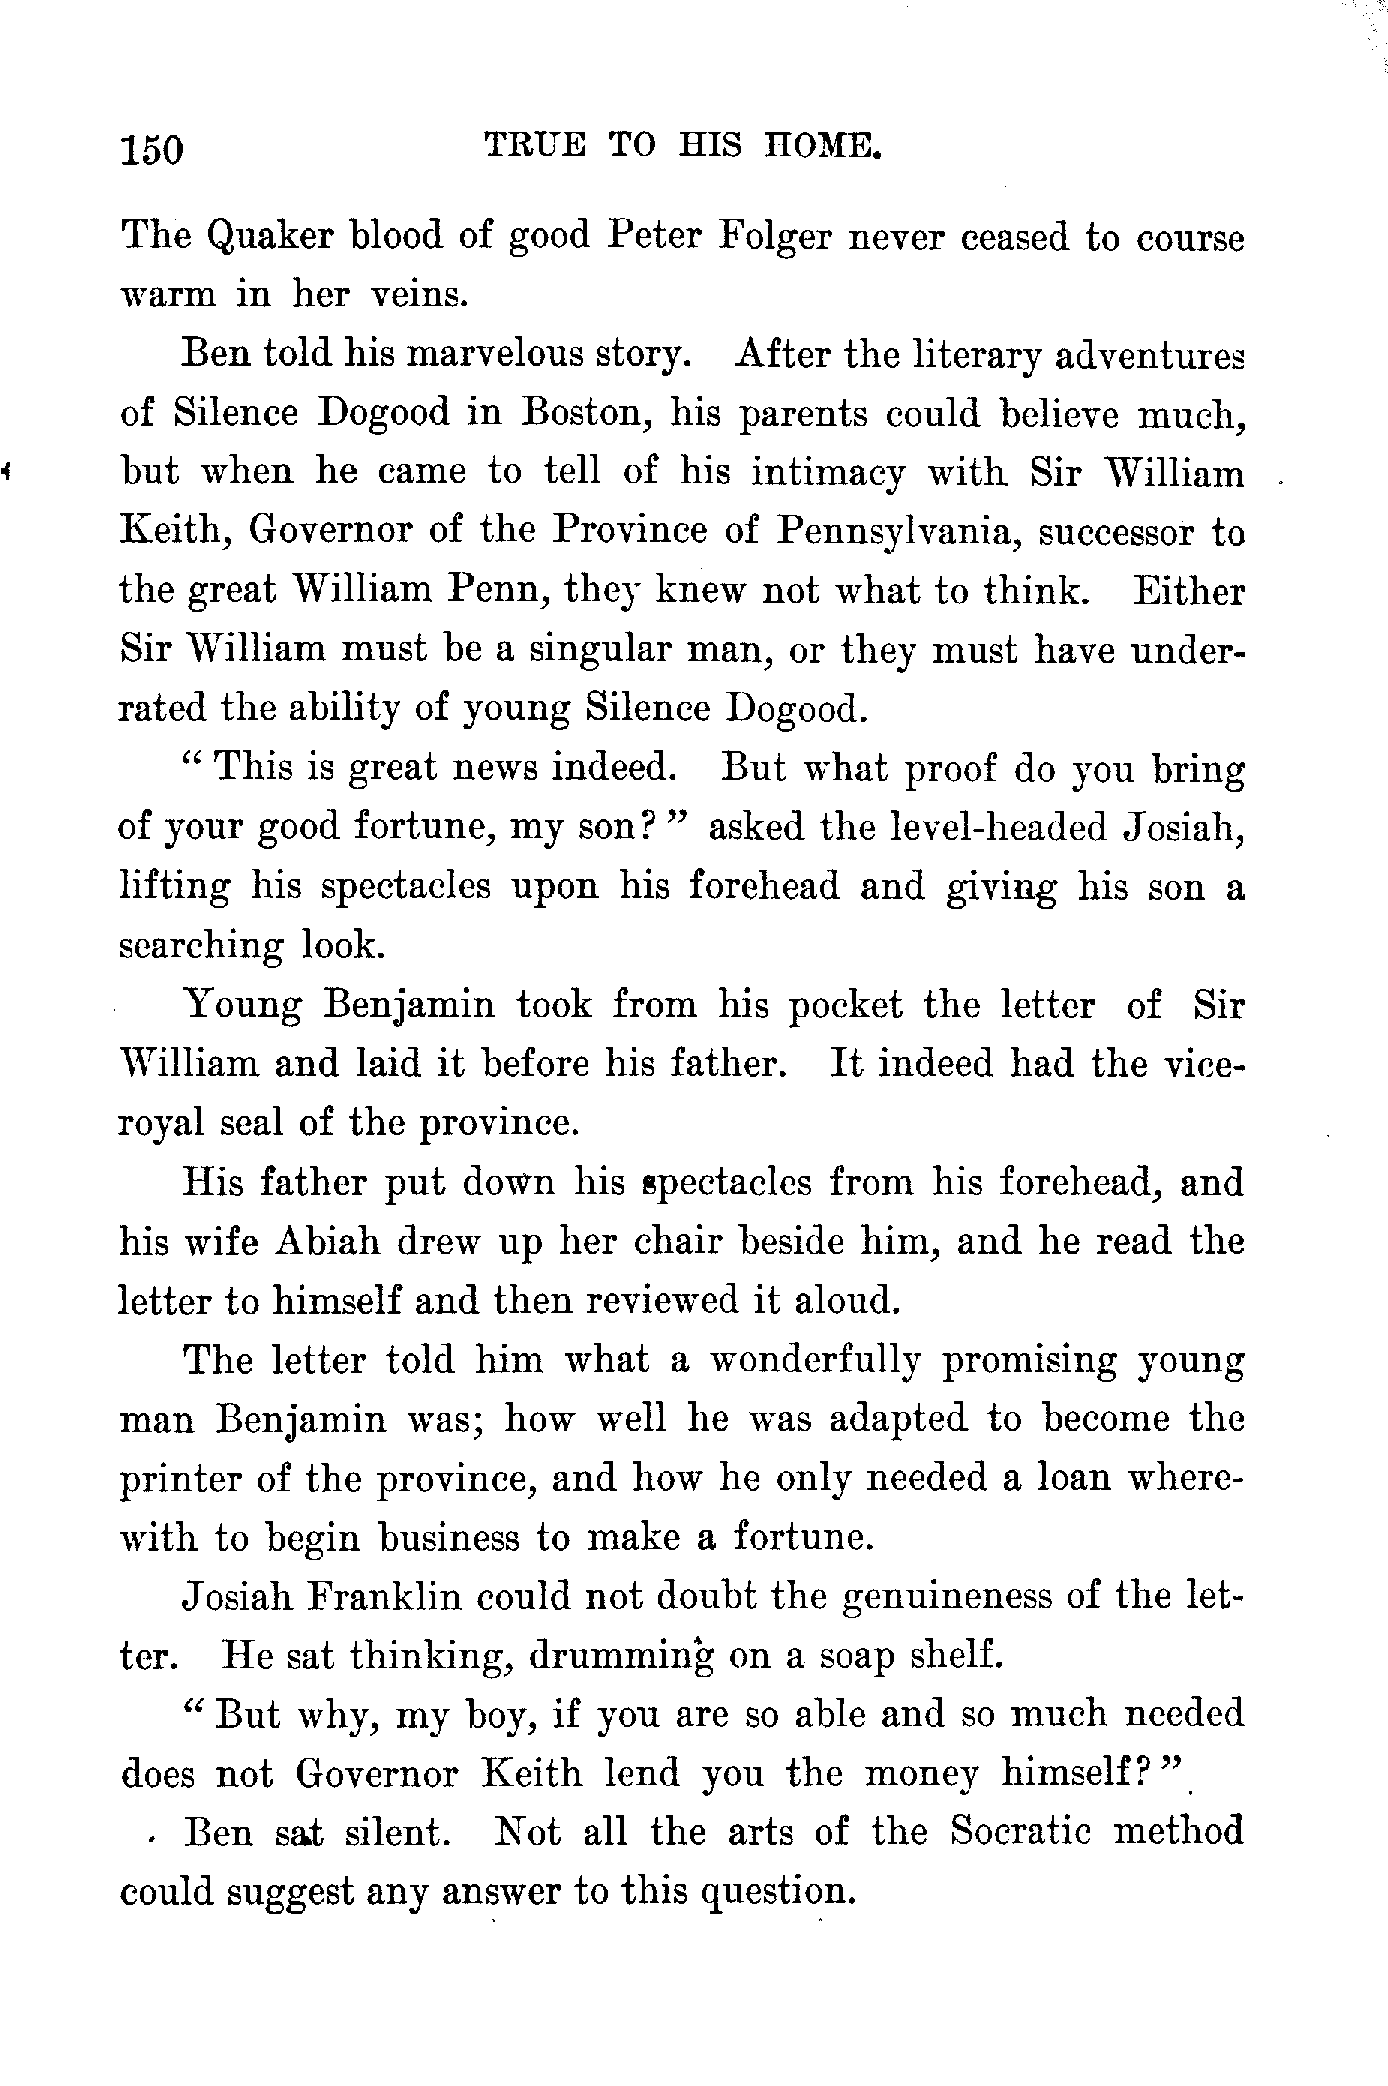 150 TRUE TO HIS HOME.
The Quaker blood of good Peter Folger never ceased to course
warm in her veins.
Ben told his marvelous story. After the literary adventures
of Silence Dogood in Boston, his parents could believe much,
but when he came to tell of his intimacy with Sir William
Keith, Governor of the Province of Pennsylvania, successor to
the great William Penn, they knew not what to think. Either
Sir William must be a singular man, or they must have under-
rated the ability of young Silence Dogood.
“ This is great news indeed. But what proof do you bring
of your good fortune, my son? ” asked the level-headed Josiah,
lifting his spectacles upon his forehead and giving his son a
searching look.
Young Benjamin took from his pocket the letter of Sir
William and laid it before his father. It indeed had the vice-
royal seal of the province.
His father put down his spectacles from his forehead, and
his wife Abiah drew up her chair beside him, and he read the
letter to himself and then reviewed it aloud.
The letter told him what a wonderfully promising young
man Benjamin was; how well he was adapted to become the
printer of the province, and how he only needed a loan where-
with to begin business to make a fortune.
Josiah Franklin could not doubt the genuineness of the let-
ter. He sat thinking, drumming on a soap shelf.
“ But why, my boy, if you are so able and so much needed
does not Governor Keith lend you the money himself? ”
Ben sat silent. Not all the arts of the Socratic method
could suggest any answer to this question.